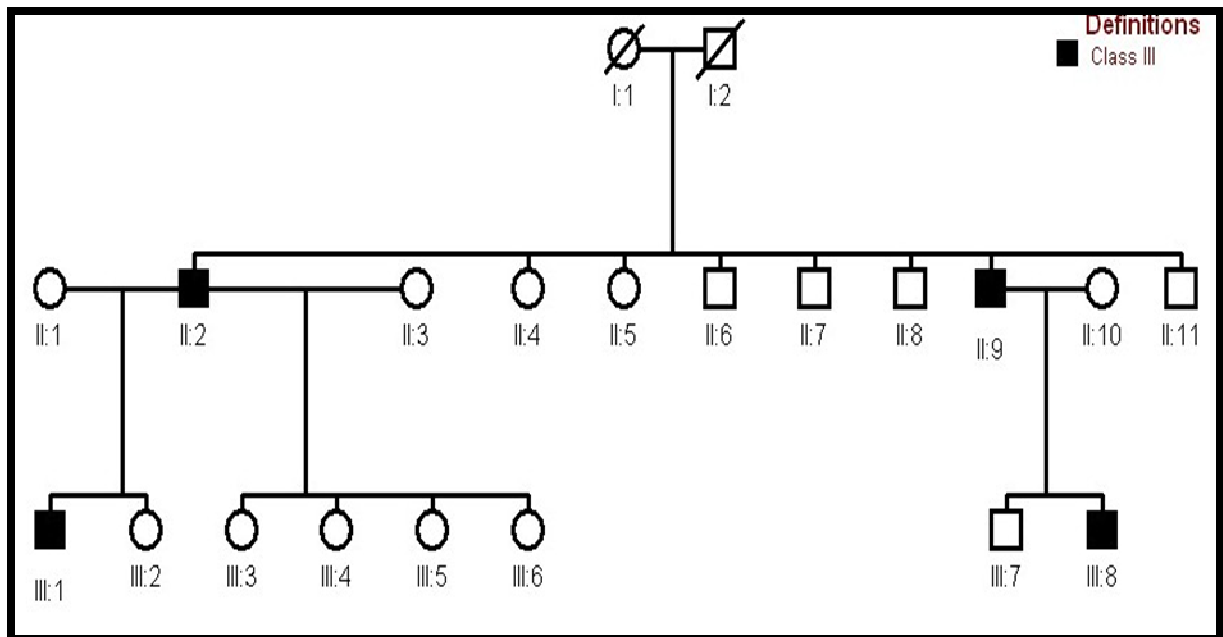 Definitions
Class III
I:1 I:2
II:1 II:2 II:3 II:4 II:5 II:6 II:7 II:8 II:9 II:10 II:11
III:1 III:2 III:3 III:4 III:5 III:6 III:7 III:8